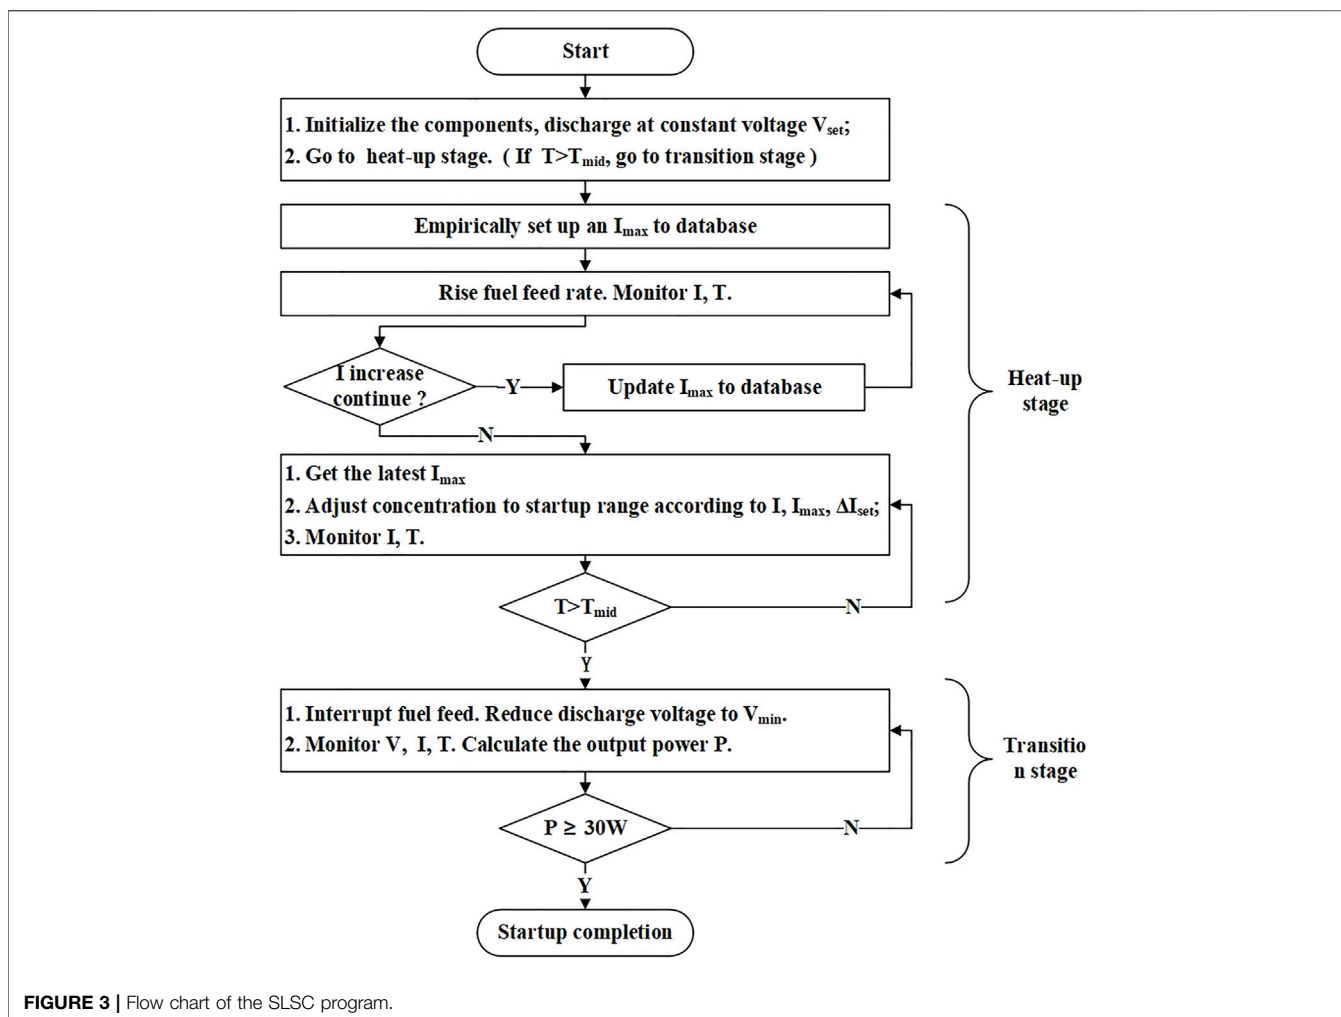 Start
1. Initialize the components, discharge at constant voltage Vset;
2. Go to heat-up stage. ( If T>Tmid, go to transition stage )
Empirically set up an Imax to database
Rise fuel feed rate. Monitor I, T.
I increase
continue ?
Y
Update Imax to database
N
1. Get the latest Imax
2. Adjust concentration to startup range according to I, Imax, ΔIset;
3. Monitor I, T.
T>Tmid
N
Y
Heat-up
stage
1. Interrupt fuel feed. Reduce discharge voltage to Vmin.
2. Monitor V, I, T. Calculate the output power P.
P ≥ 30W
N
Y
Transitio
n stage
Startup completion
FIGURE 3 | Flow chart of the SLSC program.